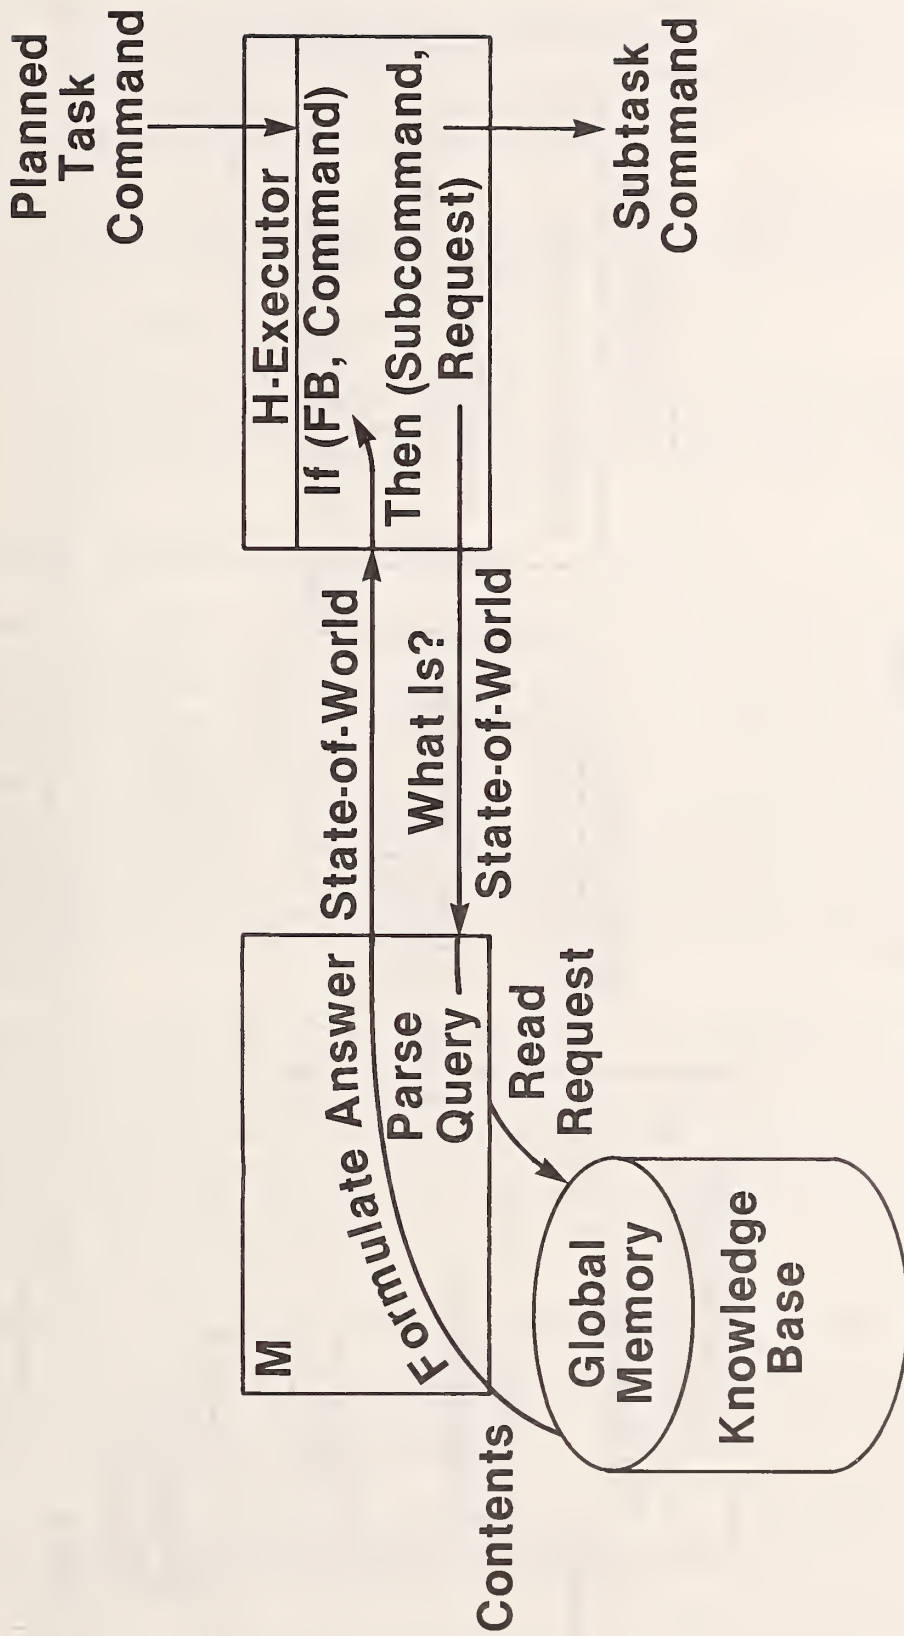 Planned
Task
Command
H-Executor
If (FB, Command)
Then (Subcommand,
Request)
Subtask
Command
State-of-World
What Is?
State-of-World
M
Formulate Answer
Parse
Query
Read
Request
Contents
Global
Memory
Knowledge
Base